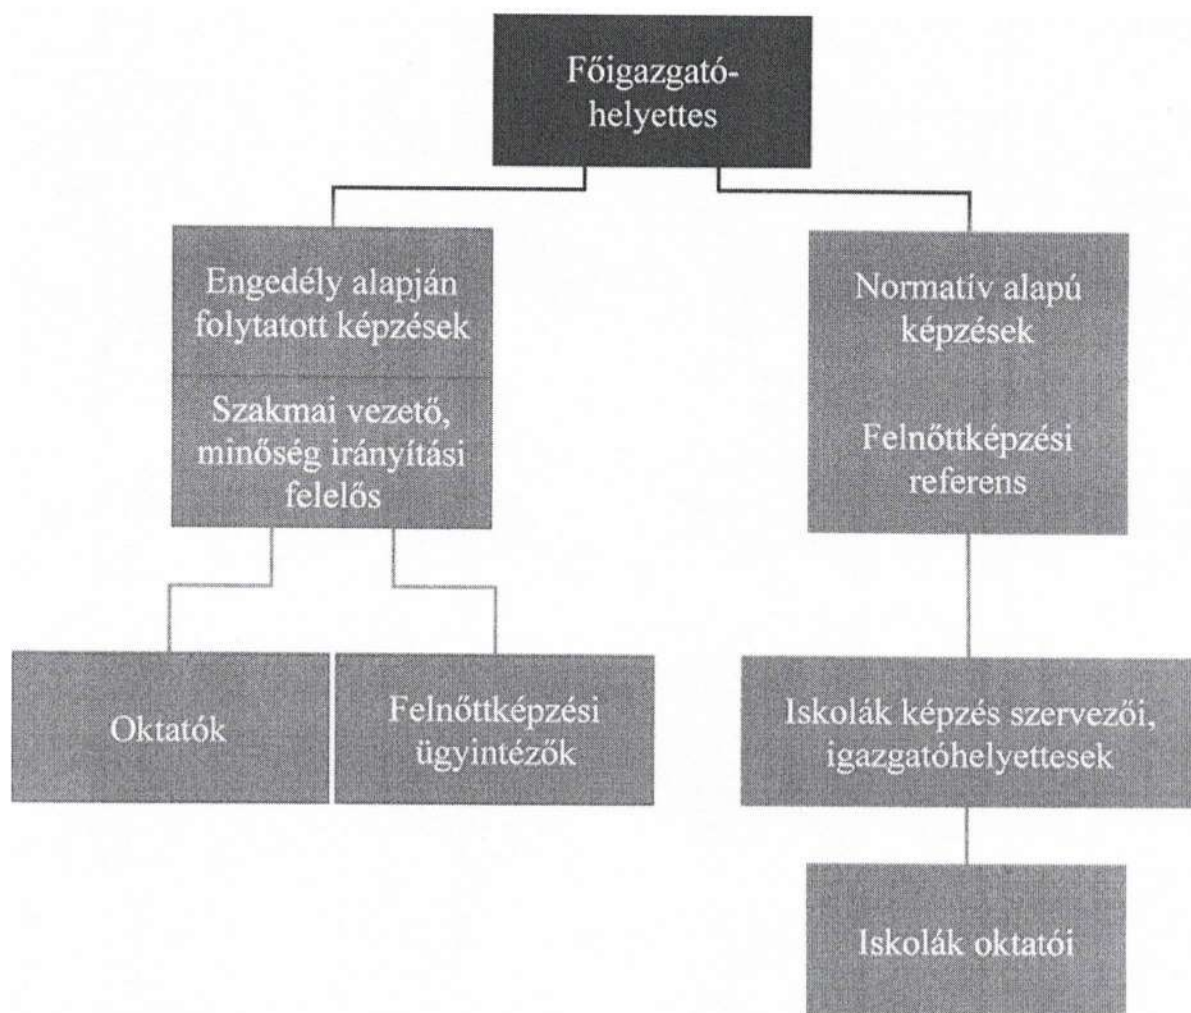 Főigazgató-
helyettes
Engedély alapján
folytatott képzések
Szakmai vezető,
minőség irányítási
felelős
Normatív alapú
képzések
Felnőttképzési
referens
Oktatók
Felnőttképzési
ügyintézők
Iskolák képzés szervezői,
igazgatóhelyettesek
Iskolák oktatói